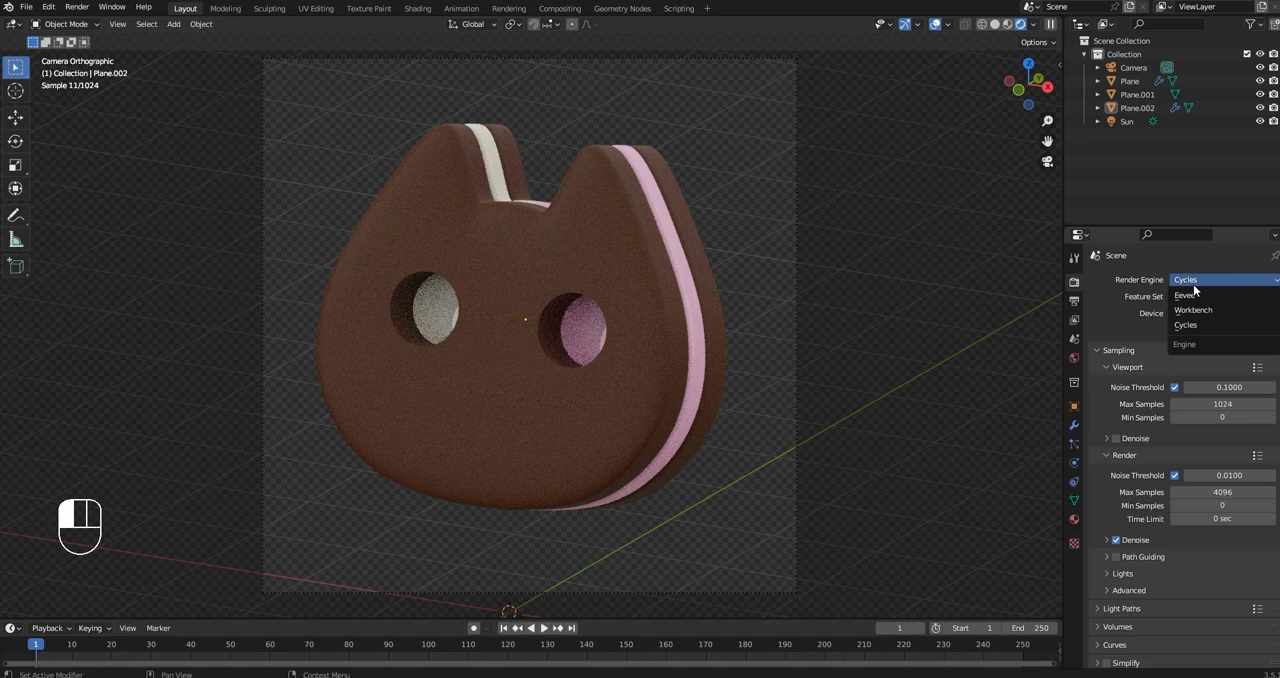 File Edit Render Window Help Layout Modeling Sculpting UV Editing Texture Paint Shading Animation Rendering Compositing Geometry Nodes Scripting + Scene ViewLayer
Object Mode View Select Add Object Global
Options
Camera Orthographic
(1) Collection | Plane.002
Sample 11/1024
Z
Y
X
Scene Collection
Collection
Camera
Plane
Plane.001
Plane.002
Sun
Scene
Render Engine Cycles
Feature Set Eevee
Device Workbench
Cycles
Engine
Sampling
Viewport
Noise Threshold 0.1000
Max Samples 1024
Min Samples 0
Denoise
Render
Noise Threshold 0.0100
Max Samples 4096
Min Samples 0
Time Limit 0 sec
Denoise
Path Guiding
Lights
Advanced
Light Paths
Volumes
Curves
Simplify
Playback Keying View Marker 1 Start 1 End 250
1 10 20 30 40 50 60 70 80 90 100 110 120 130 140 150 160 170 180 190 200 210 220 230 240 250
Set Active Modifier Pan View Context Menu 3.5